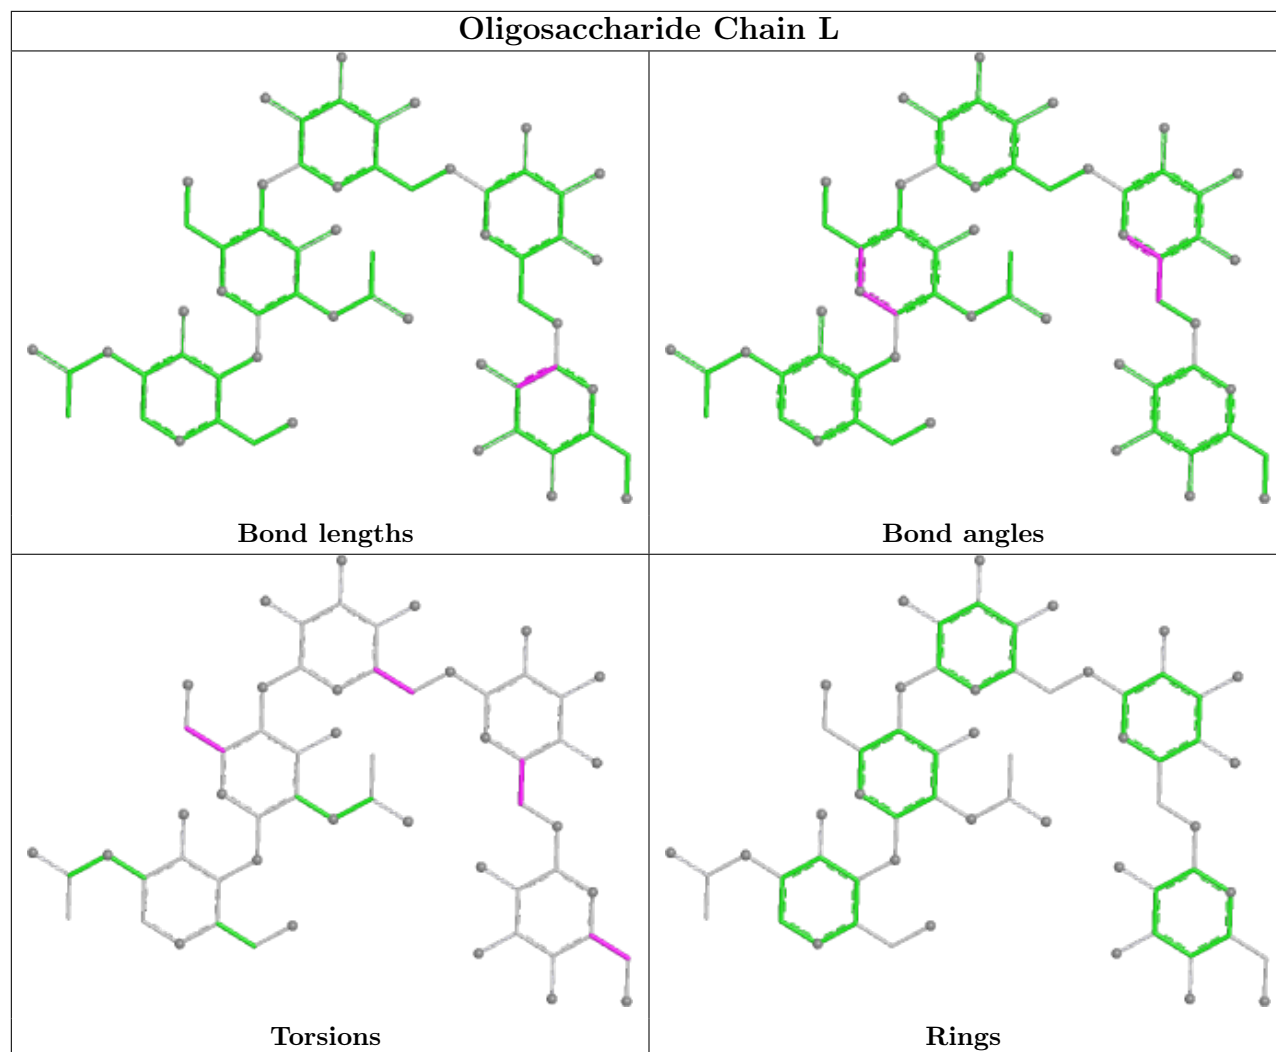 Oligosaccharide Chain L
Bond lengths
Bond angles
Torsions
Rings